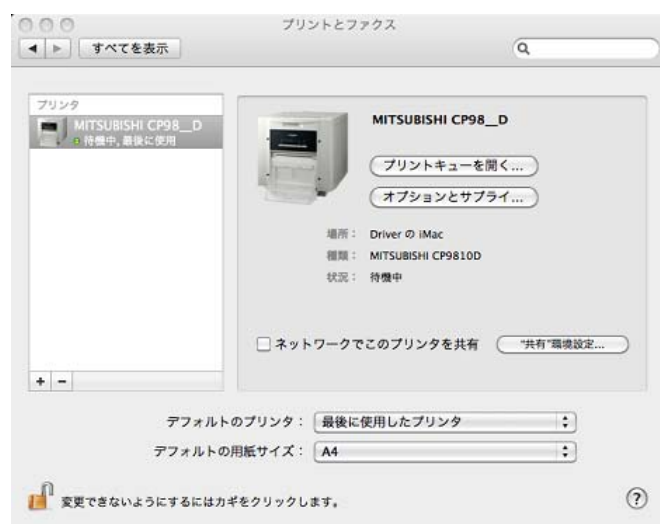 プリントとファクス
すべてを表示
プリンタ
MITSUBISHI CP98__D
待機中, 最後に使用
MITSUBISHI CP98__D
プリントキューを開く...
オプションとサプライ...
場所： Driver の iMac
種類： MITSUBISHI CP9810D
状況： 待機中
ネットワークでこのプリンタを共有 "共有"環境設定...
+ −
デフォルトのプリンタ： 最後に使用したプリンタ
デフォルトの用紙サイズ： A4
変更できないようにするにはカギをクリックします。 ?